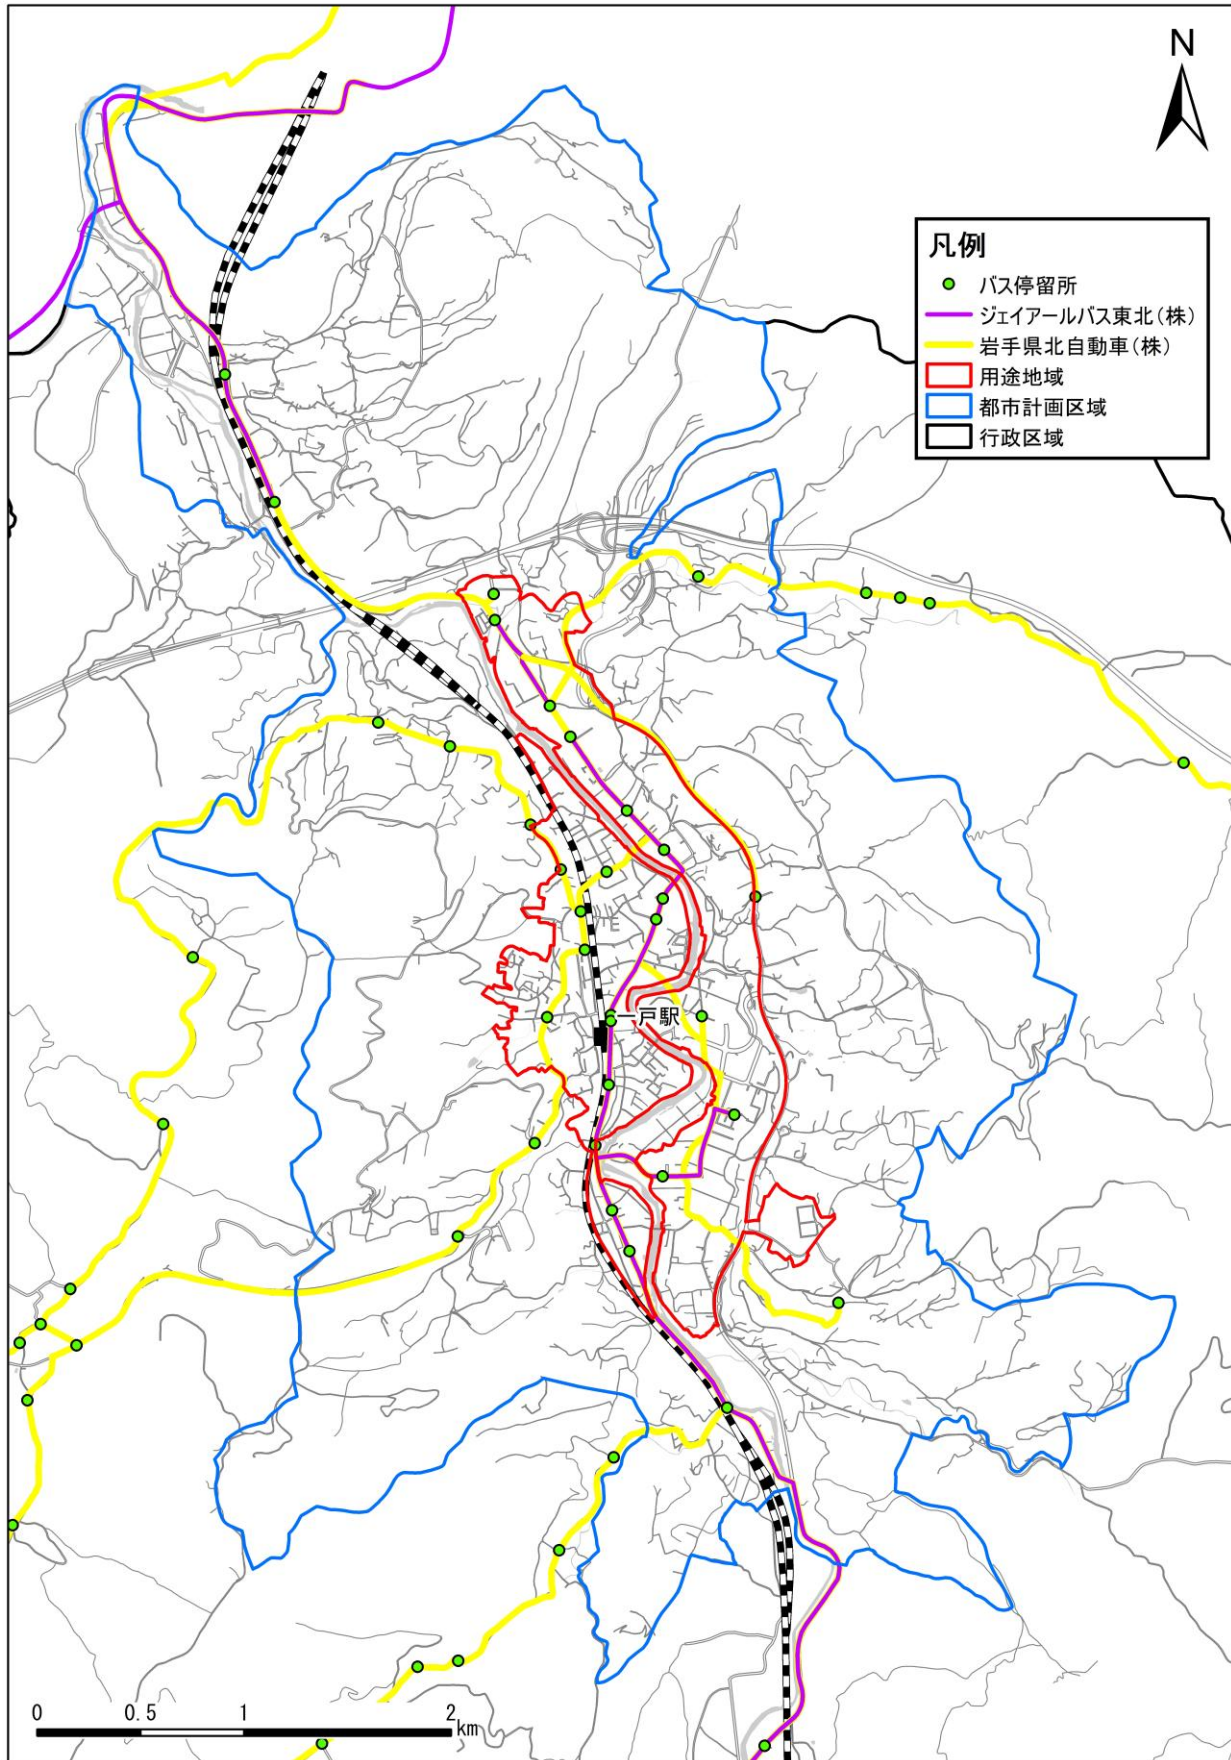 N
凡例
バス停留所
ジェイアールバス東北(株)
岩手県北自動車(株)
用途地域
都市計画区域
行政区域
一戸駅
0 0.5 1 2
km